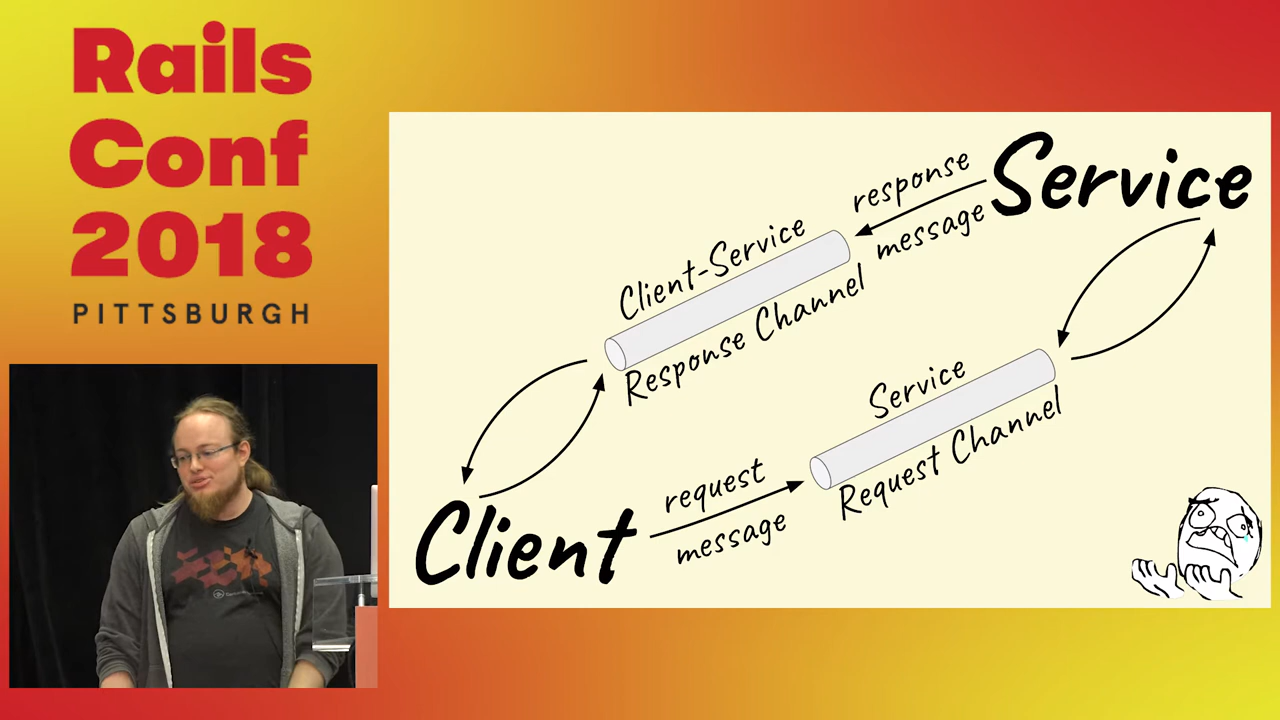 Rails
Conf
2018
PITTSBURGH
response
message
Service
Client-Service
Response Channel
Service
Request Channel
request
message
Client